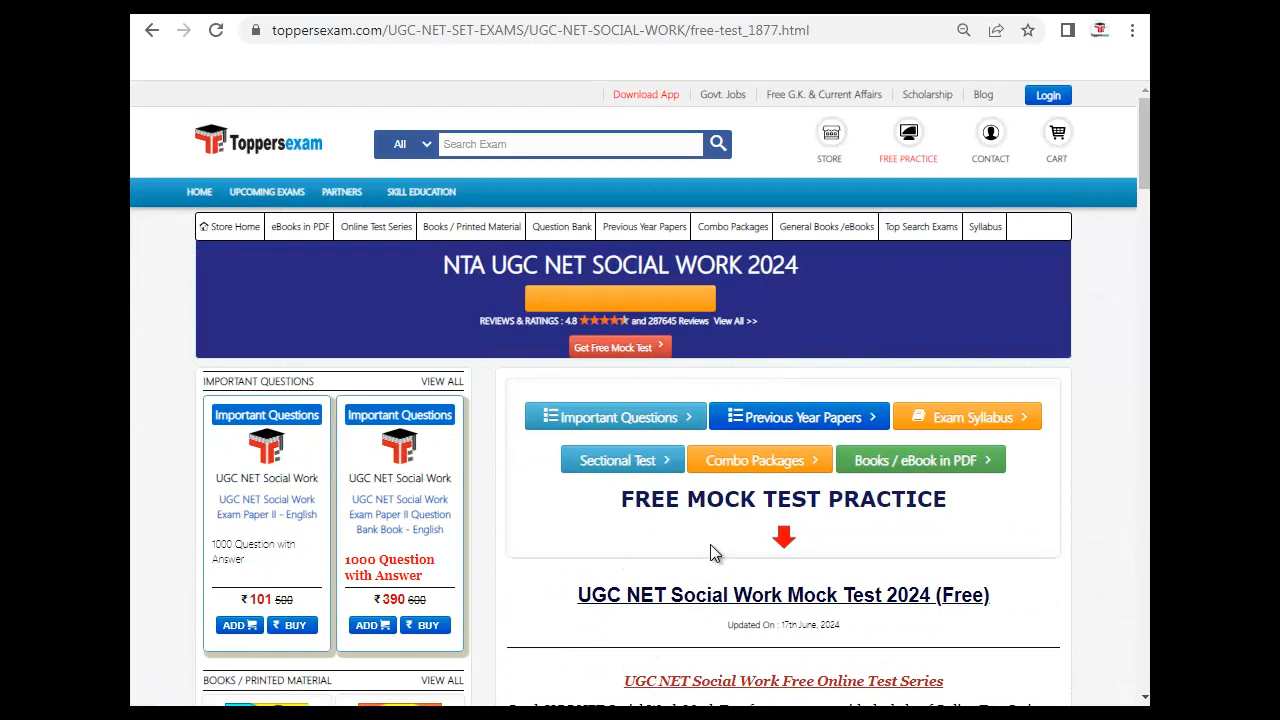 toppersexam.com/UGC-NET-SET-EXAMS/UGC-NET-SOCIAL-WORK/free-test_1877.html
Download App Govt. Jobs Free G.K. & Current Affairs Scholarship Blog Login
Toppersexam
All
Search Exam
STORE FREE PRACTICE CONTACT CART
HOME UPCOMING EXAMS PARTNERS SKILL EDUCATION
Store Home eBooks in PDF Online Test Series Books / Printed Material Question Bank Previous Year Papers Combo Packages General Books /eBooks Top Search Exams Syllabus
NTA UGC NET SOCIAL WORK 2024
REVIEWS & RATINGS : 4.8 and 287645 Reviews View All >>
Get Free Mock Test
IMPORTANT QUESTIONS VIEW ALL
Important Questions
UGC NET Social Work
UGC NET Social Work
Exam Paper II - English
1000 Question with
Answer
₹ 101 500
ADD ₹ BUY
Important Questions
UGC NET Social Work
UGC NET Social Work
Exam Paper II Question
Bank Book - English
1000 Question
with Answer
₹ 390 600
ADD ₹ BUY
BOOKS / PRINTED MATERIAL VIEW ALL
Important Questions Previous Year Papers Exam Syllabus
Sectional Test Combo Packages Books / eBook in PDF
FREE MOCK TEST PRACTICE
UGC NET Social Work Mock Test 2024 (Free)
Updated On : 17th June, 2024
UGC NET Social Work Free Online Test Series